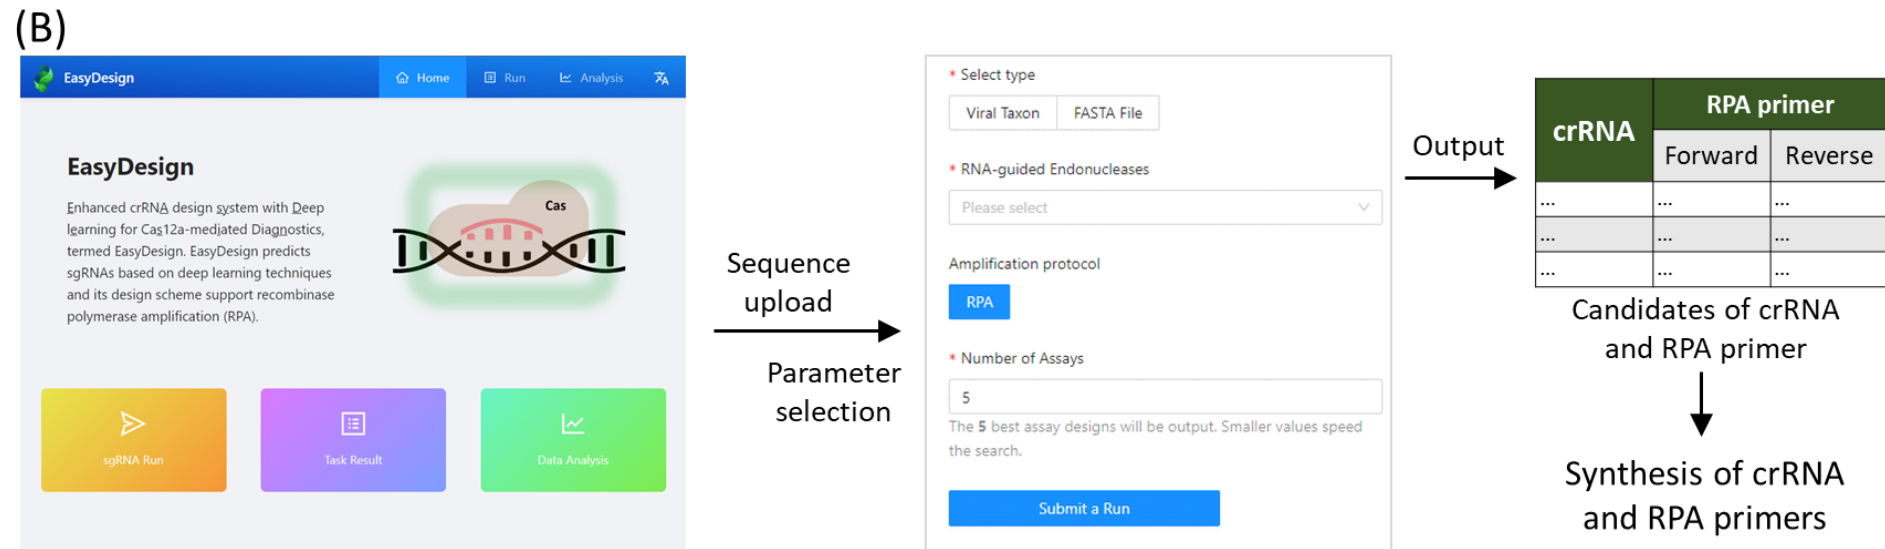 (B)
EasyDesign
Home
Run
Analysis
EasyDesign
Enhanced crRNA design system with Deep
learning for Cas12a-mediated Diagnostics,
termed EasyDesign. EasyDesign predicts
sgRNAs based on deep learning techniques
and its design scheme support recombinase
polymerase amplification (RPA).
Cas
sgRNA Run
Task Result
Data Analysis
Sequence
upload
Parameter
selection
* Select type
Viral Taxon
FASTA File
* RNA-guided Endonucleases
Please select
Amplification protocol
RPA
* Number of Assays
5
The 5 best assay designs will be output. Smaller values speed
the search.
Submit a Run
Output
crRNA
RPA primer
Forward
Reverse
... ... ...
... ... ...
... ... ...
Candidates of crRNA
and RPA primer
Synthesis of crRNA
and RPA primers